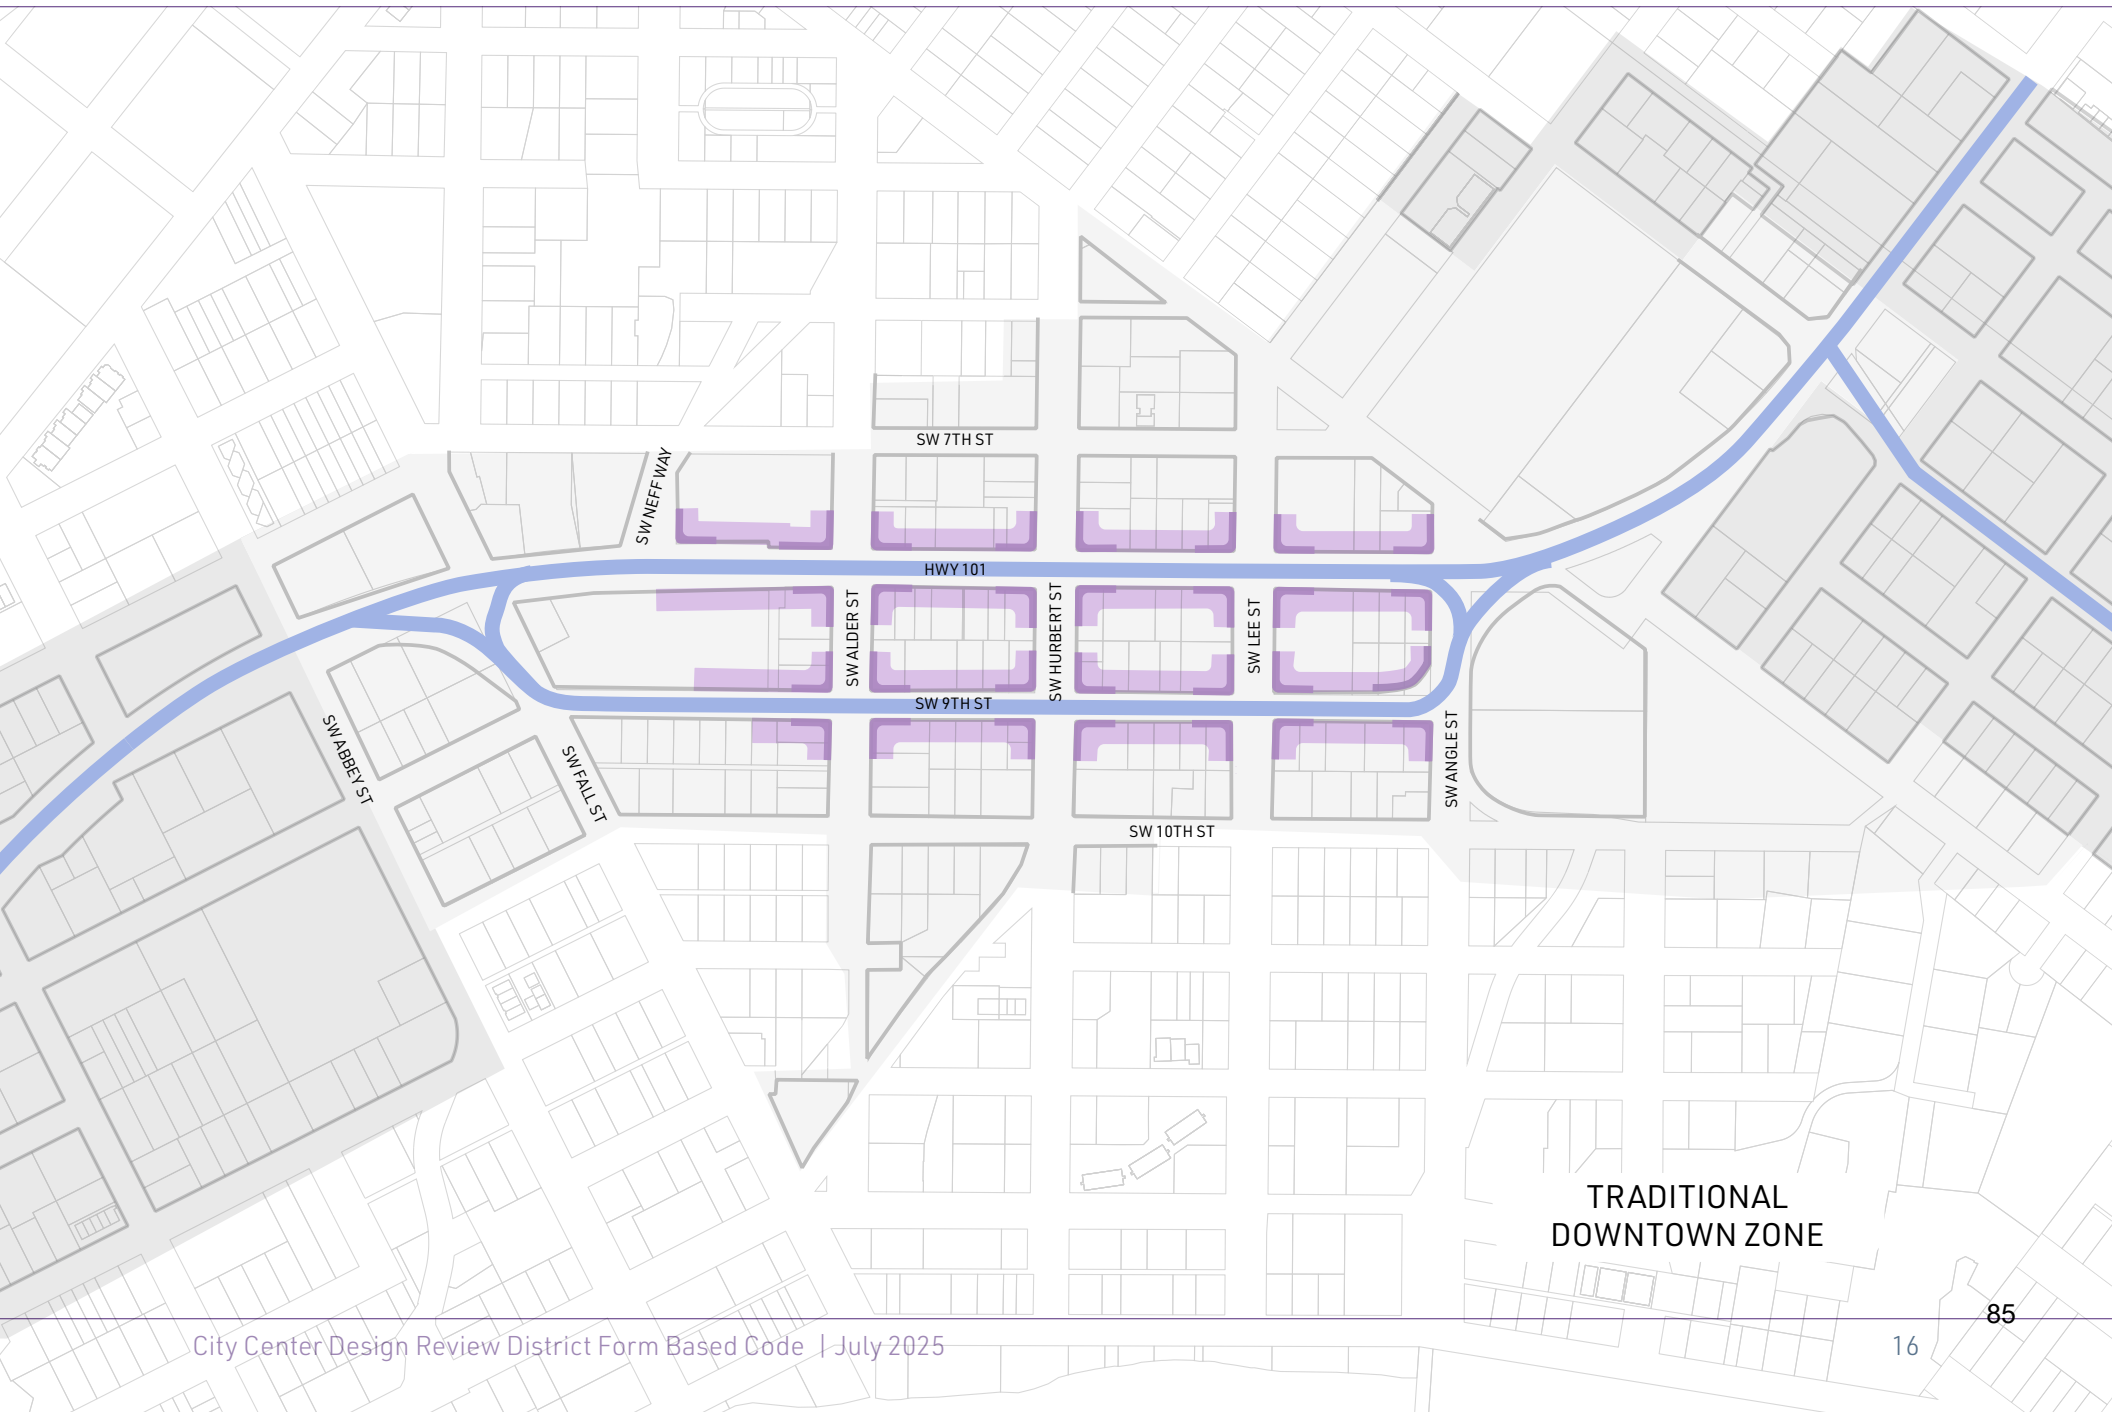 SW 7TH ST
SW NEFF WAY
HWY 101
SW ALDER ST
SW HURBERT ST
SW LEE ST
SW 9TH ST
SW ABBEY ST
SW FALL ST
SW ANGLE ST
SW 10TH ST
TRADITIONAL
DOWNTOWN ZONE
85
City Center Design Review District Form Based Code | July 2025
16